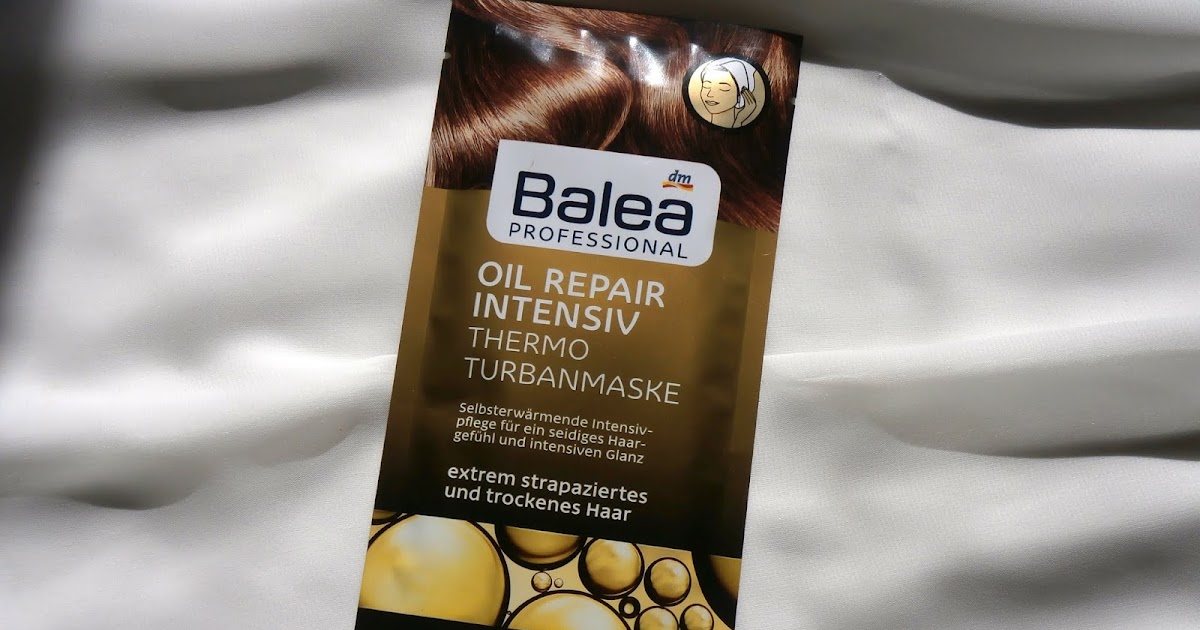 dm
Balea
PROFESSIONAL
OIL REPAIR
INTENSIV
THERMO
TURBANMASKE
Selbsterwärmende Intensiv-
pflege für ein seidiges Haar-
gefühl und intensiven Glanz
extrem strapaziertes
und trockenes Haar